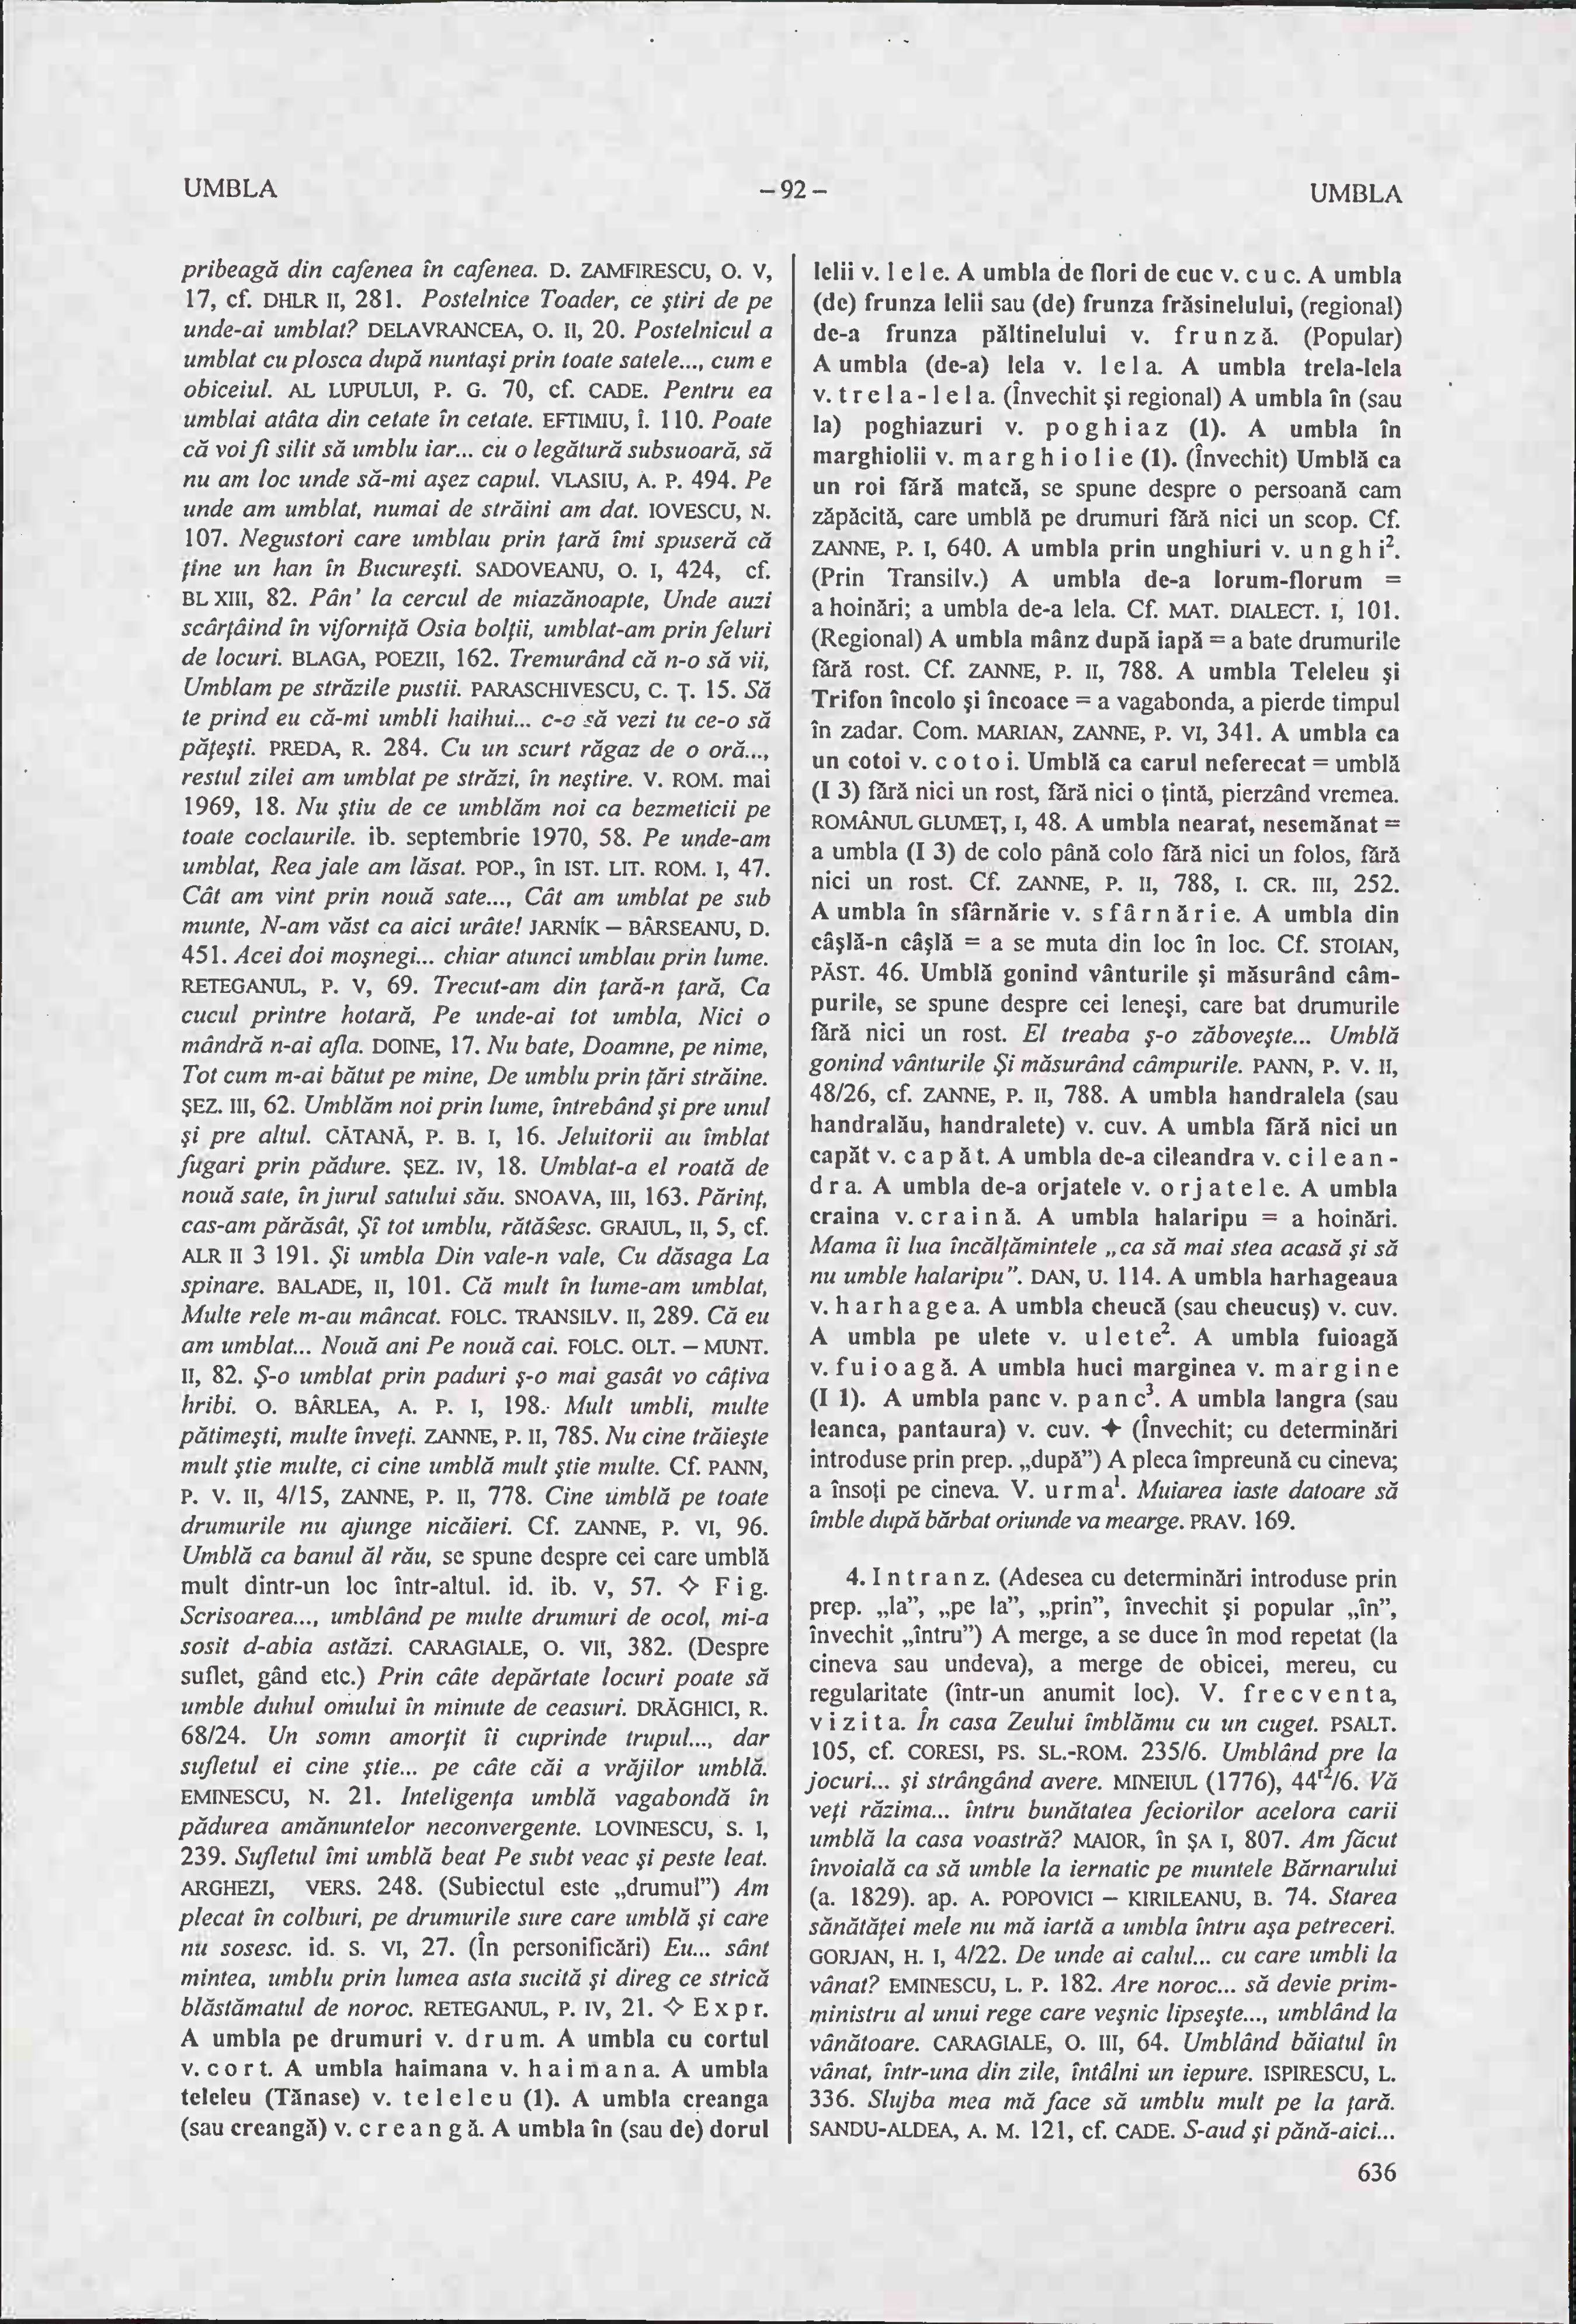 UMBLA
– 92 –
UMBLA
pribeagă din cafenea în cafenea. D. ZAMFIRESCU, O. V,
17, cf. DHLR II, 281. Postelnice Toader, ce ştiri de pe
unde-ai umblat? DELAVRANCEA, O. II, 20. Postelnicul a
umblat cu plosca după nuntaşi prin toate satele..., cum e
obiceiul. AL LUPULUI, P. G. 70, cf. CADE. Pentru ea
umblai atâta din cetate în cetate. EFTIMIU, Î. 110. Poate
că voi fi silit să umblu iar... cu o legătură subsuoară, să
nu am loc unde să-mi aşez capul. VLASIU, A. P. 494. Pe
unde am umblat, numai de străini am dat. IOVESCU, N.
107. Negustori care umblau prin ţară îmi spuseră că
ţine un han în Bucureşti. SADOVEANU, O. I, 424, cf.
BL XIII, 82. Pân’ la cercul de miazănoapte, Unde auzi
scârţâind în viforniţă Osia bolţii, umblat-am prin feluri
de locuri. BLAGA, POEZII, 162. Tremurând că n-o să vii,
Umblam pe străzile pustii. PARASCHIVESCU, C. Ţ. 15. Să
te prind eu că-mi umbli haihui... c-o să vezi tu ce-o să
păţeşti. PREDA, R. 284. Cu un scurt răgaz de o oră...,
restul zilei am umblat pe străzi, în neştire. V. ROM. mai
1969, 18. Nu ştiu de ce umblăm noi ca bezmeticii pe
toate coclaurile. ib. septembrie 1970, 58. Pe unde-am
umblat, Rea jale am lăsat. POP., în IST. LIT. ROM. I, 47.
Cât am vint prin nouă sate..., Cât am umblat pe sub
munte, N-am văst ca aici urâte! JARNÍK – BÂRSEANU, D.
451. Acei doi moşnegi... chiar atunci umblau prin lume.
RETEGANUL, P. V, 69. Trecut-am din ţară-n ţară, Ca
cucul printre hotară, Pe unde-ai tot umbla, Nici o
mândră n-ai afla. DOINE, 17. Nu bate, Doamne, pe nime,
Tot cum m-ai bătut pe mine, De umblu prin ţări străine.
ŞEZ. III, 62. Umblăm noi prin lume, întrebând şi pre unul
şi pre altul. CĂTANĂ, P. B. I, 16. Jeluitorii au îmblat
fugari prin pădure. ŞEZ. IV, 18. Umblat-a el roată de
nouă sate, în jurul satului său. SNOAVA, III, 163. Părinţ,
cas-am părăsât, Şî tot umblu, rătăśesc. GRAIUL, II, 5, cf.
ALR II 3 191. Şi umbla Din vale-n vale, Cu dăsaga La
spinare. BALADE, II, 101. Că mult în lume-am umblat,
Multe rele m-au mâncat. FOLC. TRANSILV. II, 289. Că eu
am umblat... Nouă ani Pe nouă cai. FOLC. OLT. – MUNT.
II, 82. Ş-o umblat prin paduri ş-o mai gasât vo câţiva
hribi. O. BÂRLEA, A. P. I, 198. Mult umbli, multe
pătimeşti, multe înveţi. ZANNE, P. II, 785. Nu cine trăieşte
mult ştie multe, ci cine umblă mult ştie multe. Cf. PANN,
P. V. II, 4/15, ZANNE, P. II, 778. Cine umblă pe toate
drumurile nu ajunge nicăieri. Cf. ZANNE, P. VI, 96.
Umblă ca banul ăl rău, se spune despre cei care umblă
mult dintr-un loc într-altul. id. ib. V, 57. ✧ F i g.
Scrisoarea..., umblând pe multe drumuri de ocol, mi-a
sosit d-abia astăzi. CARAGIALE, O. VII, 382. (Despre
suflet, gând etc.) Prin câte depărtate locuri poate să
umble duhul omului în minute de ceasuri. DRĂGHICI, R.
68/24. Un somn amorţit îi cuprinde trupul..., dar
sufletul ei cine ştie... pe câte căi a vrăjilor umblă.
EMINESCU, N. 21. Inteligenţa umblă vagabondă în
pădurea amănuntelor neconvergente. LOVINESCU, S. I,
239. Sufletul îmi umblă beat Pe subt veac şi peste leat.
ARGHEZI, VERS. 248. (Subiectul este „drumul”) Am
plecat în colburi, pe drumurile sure care umblă şi care
nu sosesc. id. S. VI, 27. (În personificări) Eu... sânt
mintea, umblu prin lumea asta sucită şi direg ce strică
blăstămatul de noroc. RETEGANUL, P. IV, 21. ✧ E x p r.
A umbla pe drumuri v. d r u m. A umbla cu cortul
v. c o r t. A umbla haimana v. h a i m a n a. A umbla
teleleu (Tănase) v. t e l e l e u (1). A umbla creanga
(sau creangă) v. c r e a n g ă. A umbla în (sau de) dorul
lelii v. l e l e. A umbla de flori de cuc v. c u c. A umbla
(de) frunza lelii sau (de) frunza frăsinelului, (regional)
de-a frunza păltinelului v. f r u n z ă. (Popular)
A umbla (de-a) lela v. l e l a. A umbla trela-lela
v. t r e l a - l e l a. (Învechit şi regional) A umbla în (sau
la) poghiazuri v. p o g h i a z (1). A umbla în
marghiolii v. m a r g h i o l i e (1). (Învechit) Umblă ca
un roi fără matcă, se spune despre o persoană cam
zăpăcită, care umblă pe drumuri fără nici un scop. Cf.
ZANNE, P. I, 640. A umbla prin unghiuri v. u n g h i².
(Prin Transilv.) A umbla de-a lorum-florum =
a hoinări; a umbla de-a lela. Cf. MAT. DIALECT. I, 101.
(Regional) A umbla mânz după iapă = a bate drumurile
fără rost. Cf. ZANNE, P. II, 788. A umbla Teleleu şi
Trifon încolo şi încoace = a vagabonda, a pierde timpul
în zadar. Com. MARIAN, ZANNE, P. VI, 341. A umbla ca
un cotoi v. c o t o i. Umblă ca carul neferecat = umblă
(I 3) fără nici un rost, fără nici o ţintă, pierzând vremea.
ROMÂNUL GLUMEŢ, I, 48. A umbla nearat, nesemănat =
a umbla (I 3) de colo până colo fără nici un folos, fără
nici un rost. Cf. ZANNE, P. II, 788, I. CR. III, 252.
A umbla în sfârnărie v. s f â r n ă r i e. A umbla din
câşlă-n câşlă = a se muta din loc în loc. Cf. STOIAN,
PĂST. 46. Umblă gonind vânturile şi măsurând câm-
purile, se spune despre cei leneşi, care bat drumurile
fără nici un rost. El treaba ş-o zăboveşte... Umblă
gonind vânturile Şi măsurând câmpurile. PANN, P. V. II,
48/26, cf. ZANNE, P. II, 788. A umbla handralela (sau
handralău, handralete) v. cuv. A umbla fără nici un
capăt v. c a p ă t. A umbla de-a cileandra v. c i l e a n -
d r a. A umbla de-a orjatele v. o r j a t e l e. A umbla
craina v. c r a i n ă. A umbla halaripu = a hoinări.
Mama îi lua încălţămintele „ca să mai stea acasă şi să
nu umble halaripu”. DAN, U. 114. A umbla harhageaua
v. h a r h a g e a. A umbla cheucă (sau cheucuş) v. cuv.
A umbla pe ulete v. u l e t e². A umbla fuioagă
v. f u i o a g ă. A umbla huci marginea v. m a r g i n e
(I 1). A umbla panc v. p a n c³. A umbla langra (sau
leanca, pantaura) v. cuv. ✦ (Învechit; cu determinări
introduse prin prep. „după”) A pleca împreună cu cineva;
a însoţi pe cineva. V. u r m a¹. Muiarea iaste datoare să
îmble după bărbat oriunde va mearge. PRAV. 169.
4. I n t r a n z. (Adesea cu determinări introduse prin
prep. „la”, „pe la”, „prin”, învechit şi popular „în”,
învechit „întru”) A merge, a se duce în mod repetat (la
cineva sau undeva), a merge de obicei, mereu, cu
regularitate (într-un anumit loc). V. f r e c v e n t a,
v i z i t a. În casa Zeului îmblămu cu un cuget. PSALT.
105, cf. CORESI, PS. SL.-ROM. 235/6. Umblând pre la
jocuri... şi strângând avere. MINEIUL (1776), 44ʳ²/6. Vă
veţi răzima... întru bunătatea feciorilor acelora carii
umblă la casa voastră? MAIOR, în ŞA I, 807. Am făcut
învoială ca să umble la iernatic pe muntele Bărnarului
(a. 1829). ap. A. POPOVICI – KIRILEANU, B. 74. Starea
sănătăţei mele nu mă iartă a umbla întru aşa petreceri.
GORJAN, H. I, 4/22. De unde ai calul... cu care umbli la
vânat? EMINESCU, L. P. 182. Are noroc... să devie prim-
ministru al unui rege care veşnic lipseşte..., umblând la
vânătoare. CARAGIALE, O. III, 64. Umblând băiatul în
vânat, într-una din zile, întâlni un iepure. ISPIRESCU, L.
336. Slujba mea mă face să umblu mult pe la ţară.
SANDU-ALDEA, A. M. 121, cf. CADE. S-aud şi până-aici...
636